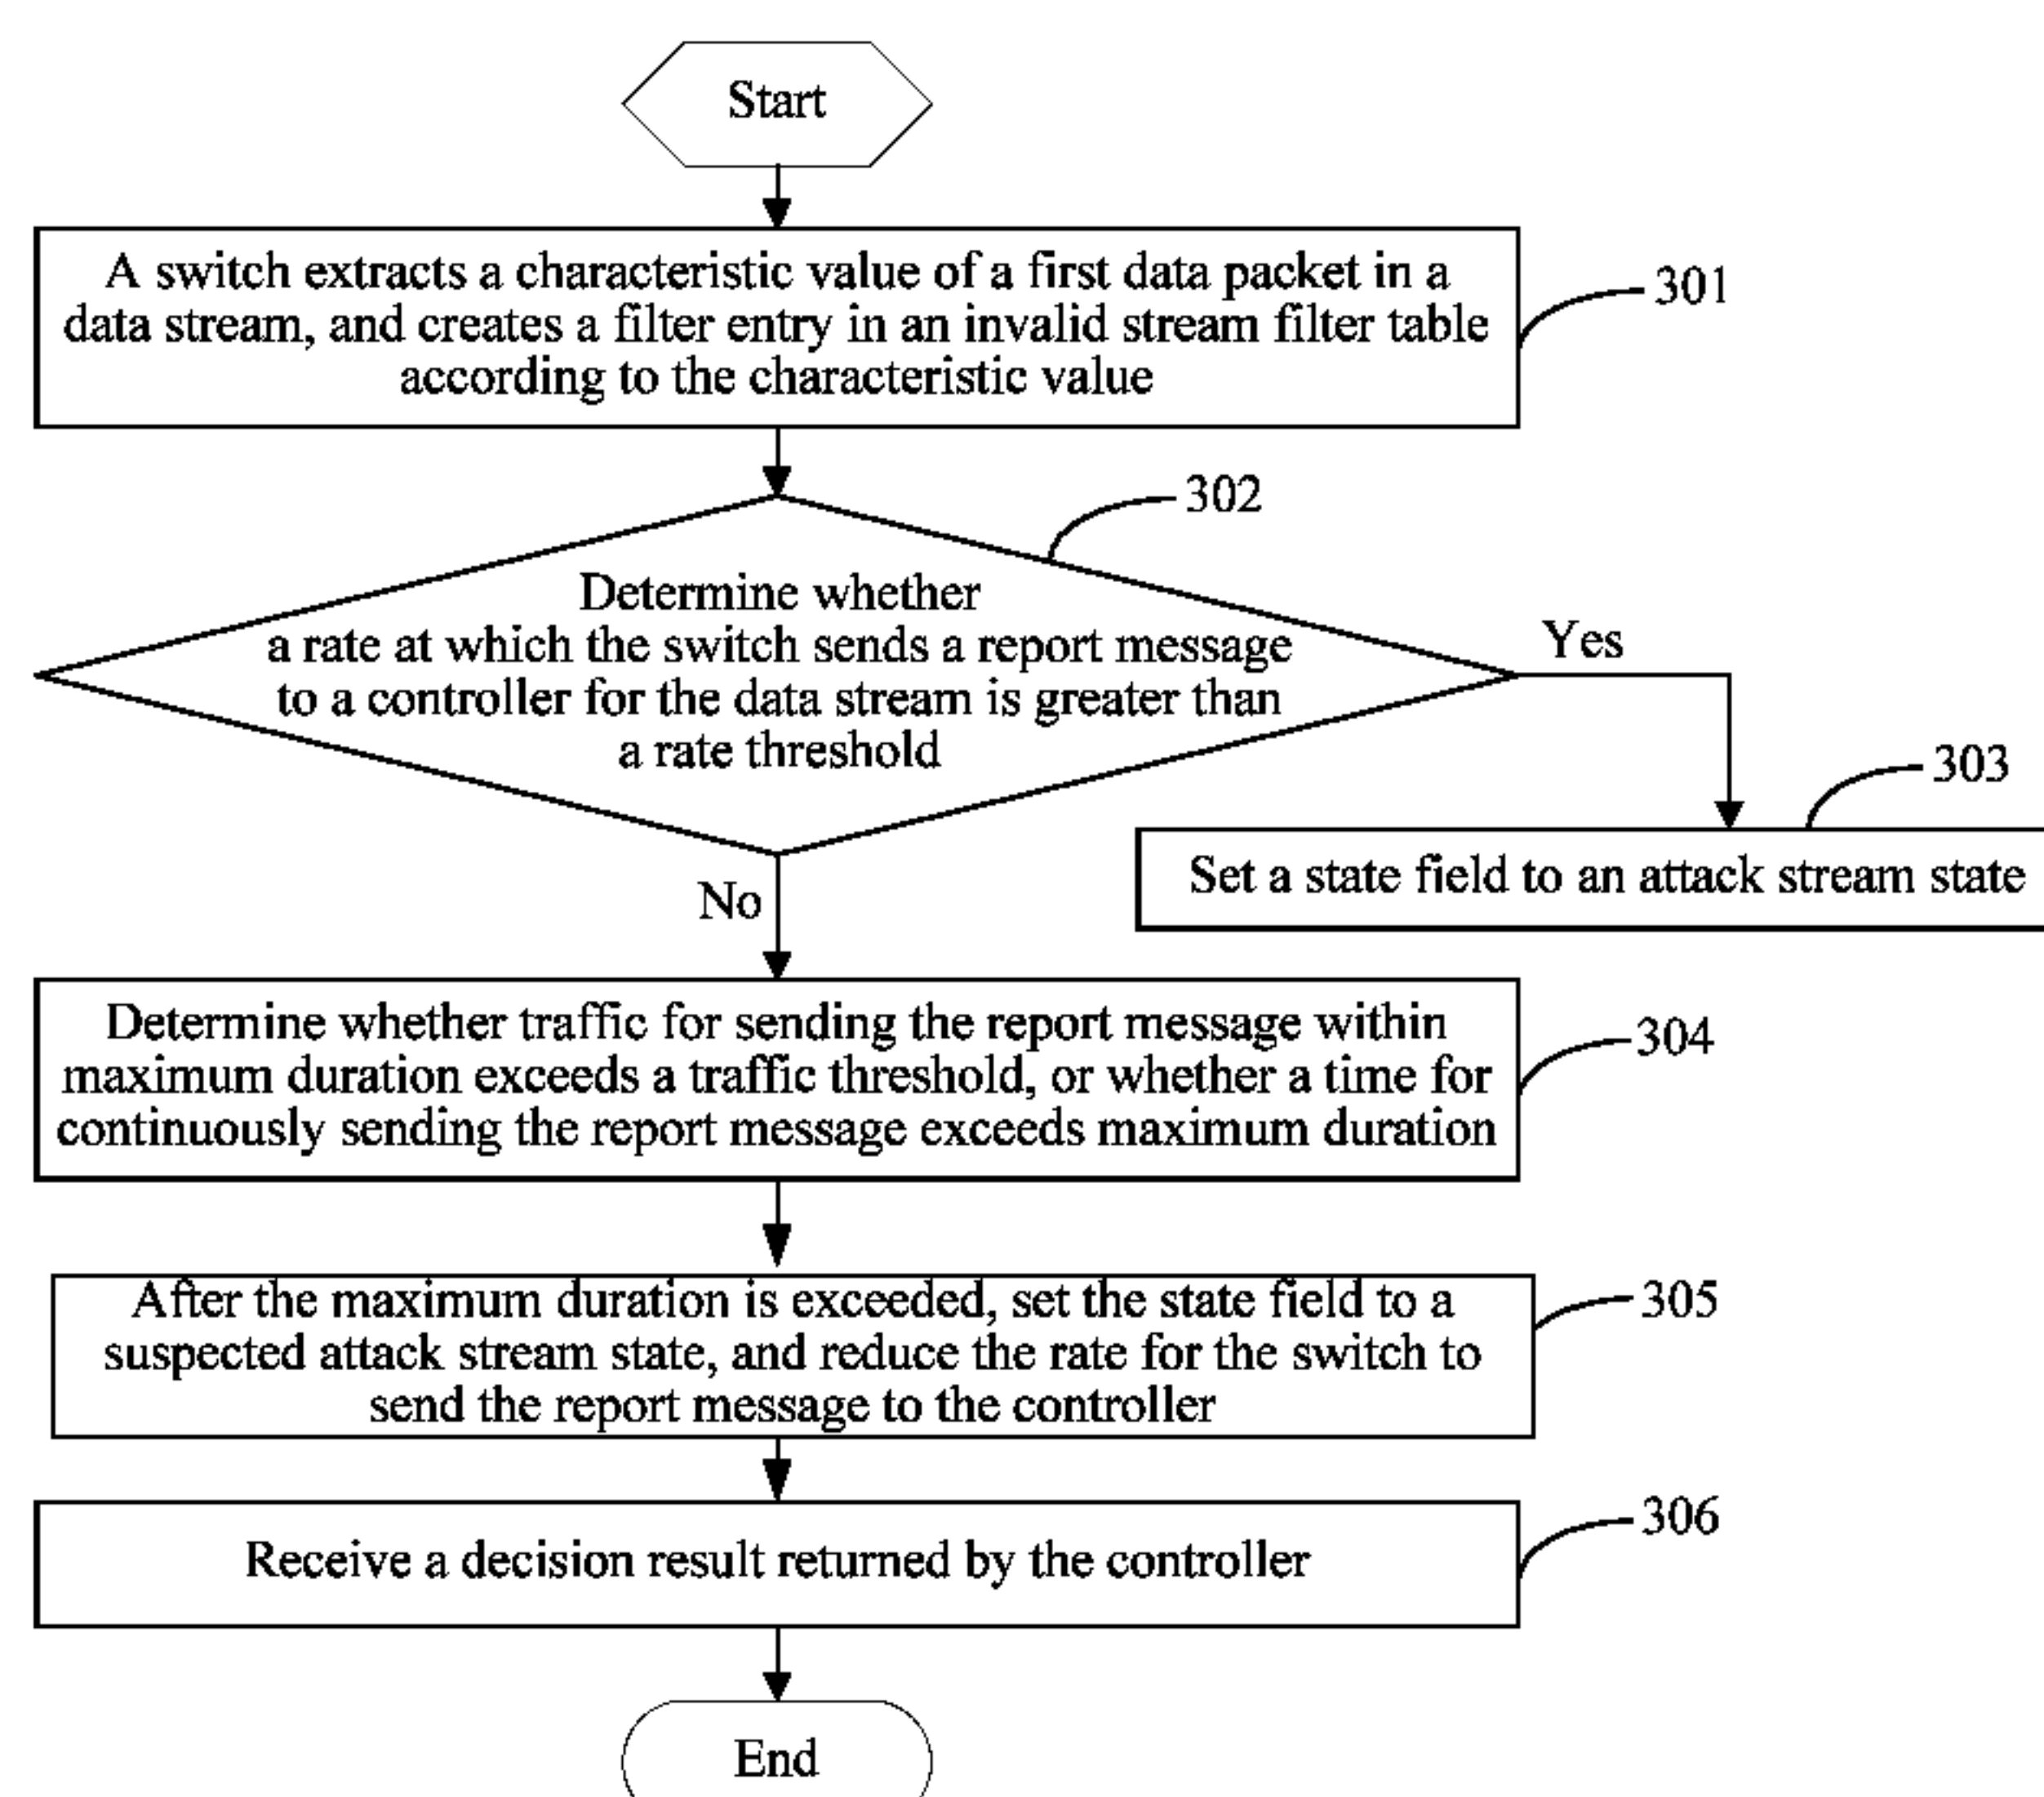 Start
A switch extracts a characteristic value of a first data packet in a
data stream, and creates a filter entry in an invalid stream filter table
according to the characteristic value
301
302
Determine whether
a rate at which the switch sends a report message
to a controller for the data stream is greater than
a rate threshold
Yes
303
Set a state field to an attack stream state
No
Determine whether traffic for sending the report message within
maximum duration exceeds a traffic threshold, or whether a time for
continuously sending the report message exceeds maximum duration
304
After the maximum duration is exceeded, set the state field to a
suspected attack stream state, and reduce the rate for the switch to
send the report message to the controller
305
Receive a decision result returned by the controller
306
End